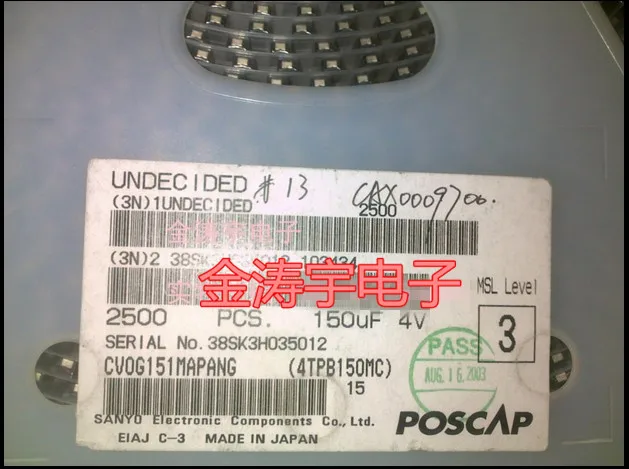 UNDECIDED # 13 CAX0009700.
(3N)1UNDECIDED 2500
金涛宇电子
(3N)2 38SK
金涛宇电子
MSL Level
3
2500 PCS. 150uF 4V
SERIAL No.38SK3H035012
PASS
AUG.16.2003
CV0G151MAPANG (4TPB150MC)
15
SANYO Electronic Components Co., Ltd.
POSCAP
EIAJ C-3 MADE IN JAPAN